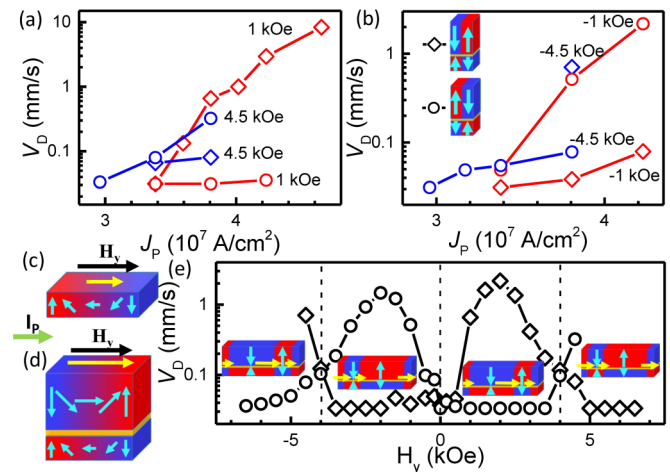 (a)
10
1
0.1
V_D (mm/s)
1 kOe
4.5 kOe
4.5 kOe
1 kOe
3
4
J_P (10^7 A/cm^2)
(b)
1
0.1
V_D (mm/s)
-1 kOe
-4.5 kOe
-4.5 kOe
-1 kOe
3
4
J_P (10^7 A/cm^2)
(c)
H_y
I_P
(d)
H_y
(e)
1
0.1
V_D (mm/s)
-5
0
5
H_y (kOe)